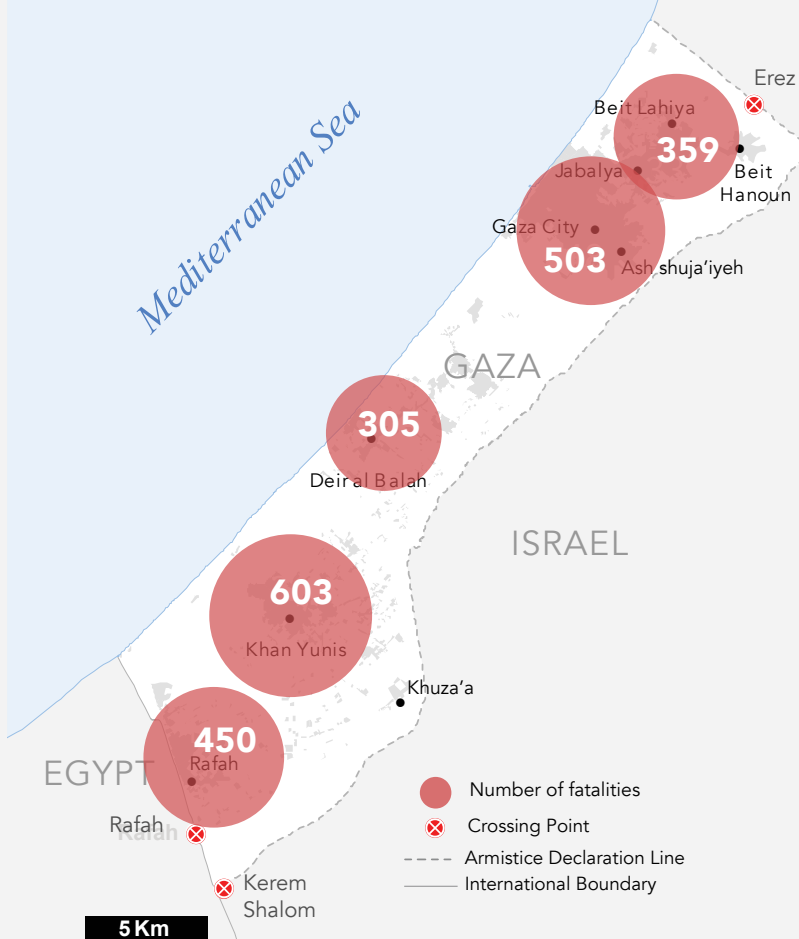 Erez
Beit Lahiya
359
Jabalya
Beit
Hanoun
Mediterranean Sea
Gaza City
503
Ash shuja’iyeh
GAZA
305
Deir al Balah
ISRAEL
603
Khan Yunis
Khuza’a
450
Rafah
EGYPT
Number of fatalities
Rafah
Rafah
Crossing Point
Armistice Declaration Line
Kerem
Shalom
International Boundary
5 Km